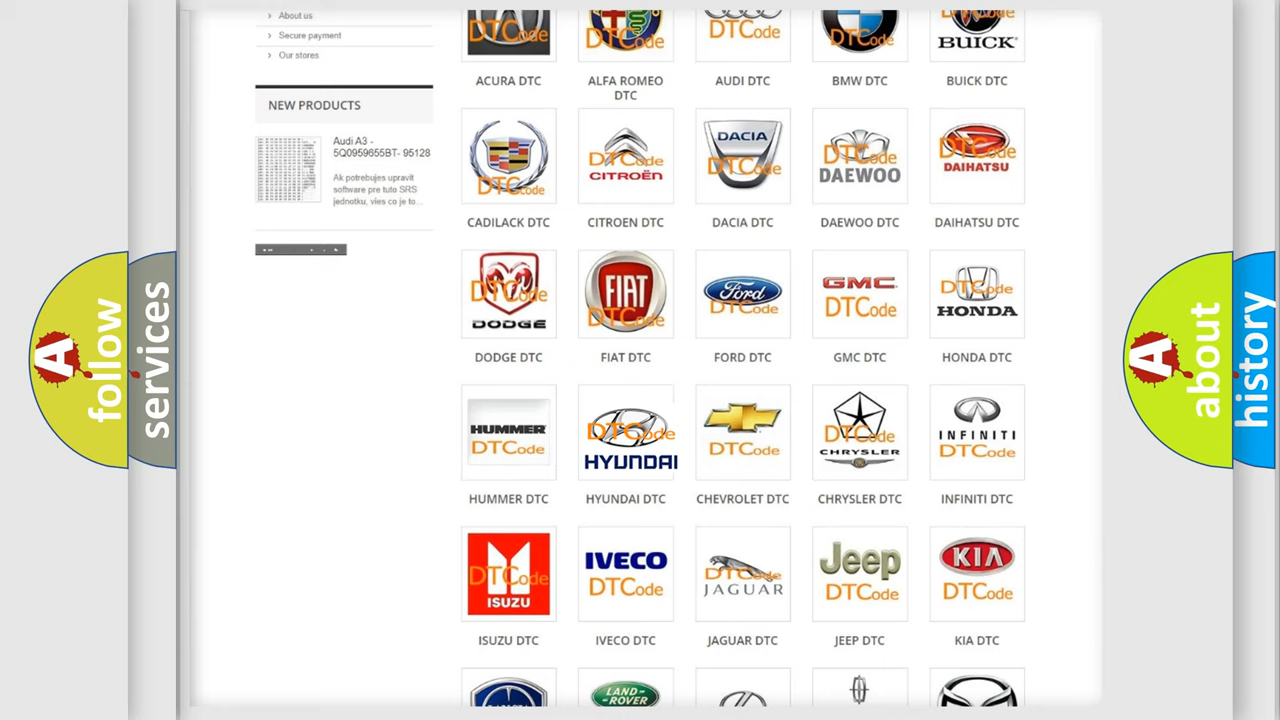 About us
Secure payment
Our stores
NEW PRODUCTS
Audi A3 -
5Q0959655BT- 95128
Ak potrebujes upravit
software pre tuto SRS
jednotku, vies co je to...
DTCode
DTCode
DTCode
DTCode
BUICK
ACURA DTC
ALFA ROMEO
DTC
AUDI DTC
BMW DTC
BUICK DTC
DTCode
DTCode
CITROËN
DACIA
DTCode
DTCode
DAEWOO
DTCode
DAIHATSU
CADILACK DTC
CITROEN DTC
DACIA DTC
DAEWOO DTC
DAIHATSU DTC
DTCode
DODGE
FIAT
DTCode
Ford
DTCode
GMC
DTCode
DTCode
HONDA
DODGE DTC
FIAT DTC
FORD DTC
GMC DTC
HONDA DTC
HUMMER
DTCode
DTCode
HYUNDAI
DTCode
DTCode
CHRYSLER
INFINITI
DTCode
HUMMER DTC
HYUNDAI DTC
CHEVROLET DTC
CHRYSLER DTC
INFINITI DTC
DTCode
ISUZU
IVECO
DTCode
DTCode
JAGUAR
Jeep
DTCode
KIA
DTCode
ISUZU DTC
IVECO DTC
JAGUAR DTC
JEEP DTC
KIA DTC
LAND-
ROVER
A
follow
services
A
about
history